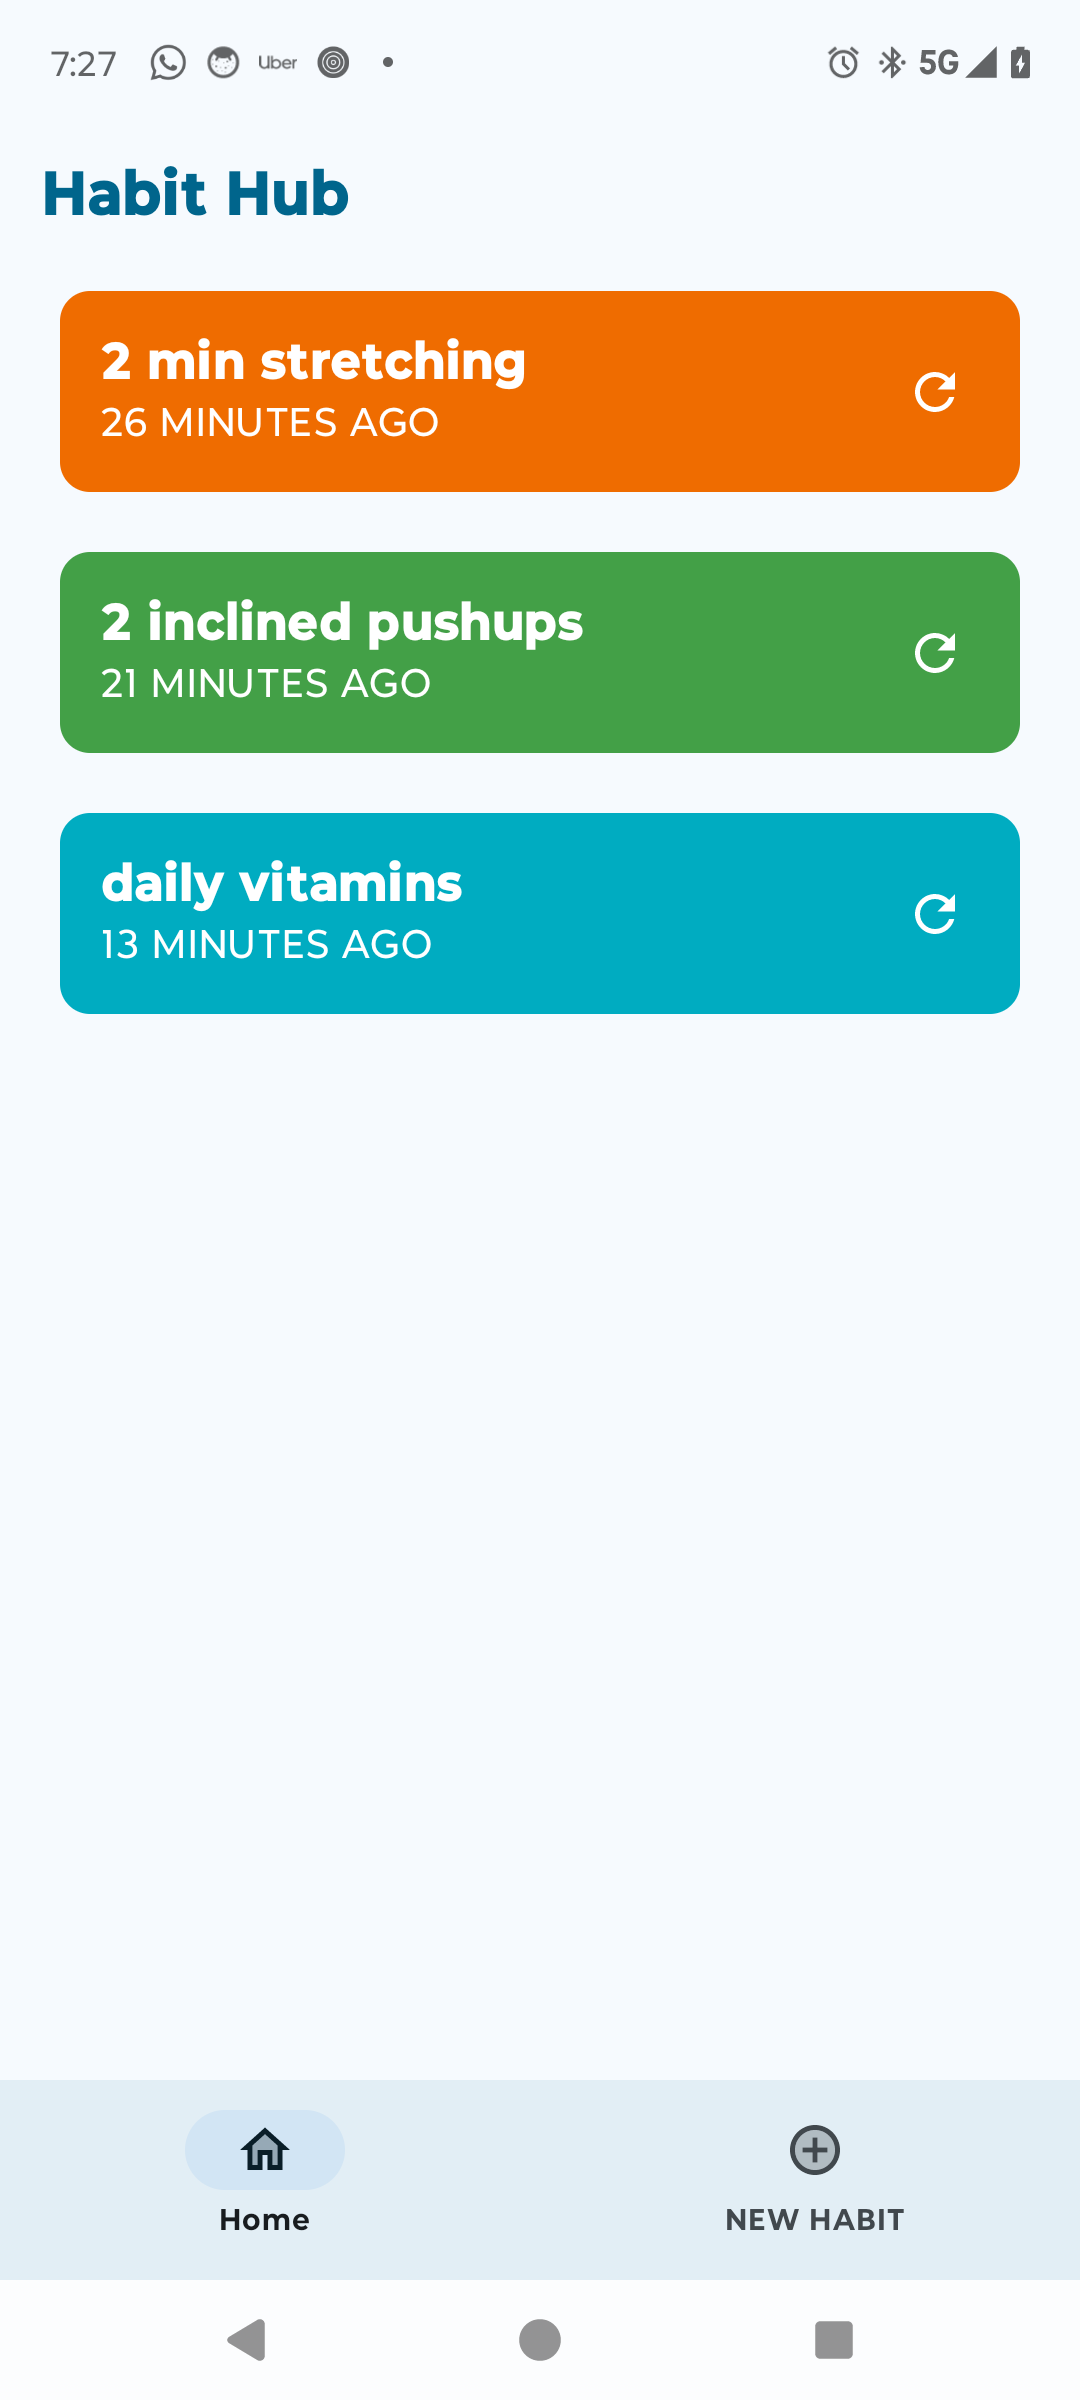 7:27 Uber 5G
Habit Hub
2 min stretching
26 MINUTES AGO
2 inclined pushups
21 MINUTES AGO
daily vitamins
13 MINUTES AGO
Home NEW HABIT